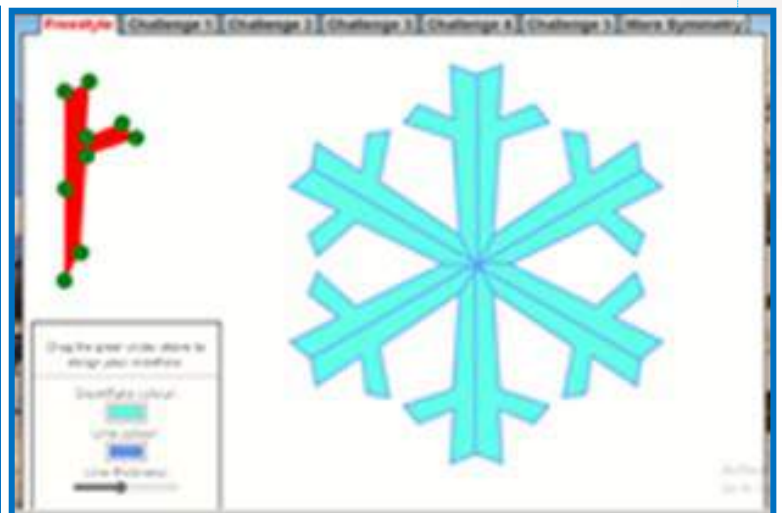 Freestyle Challenge 1 Challenge 2 Challenge 3 Challenge 4 Challenge 5 More Symmetry
Drag the green circles above to
design your snowflake
Snowflake colour:
Line colour:
Line thickness: